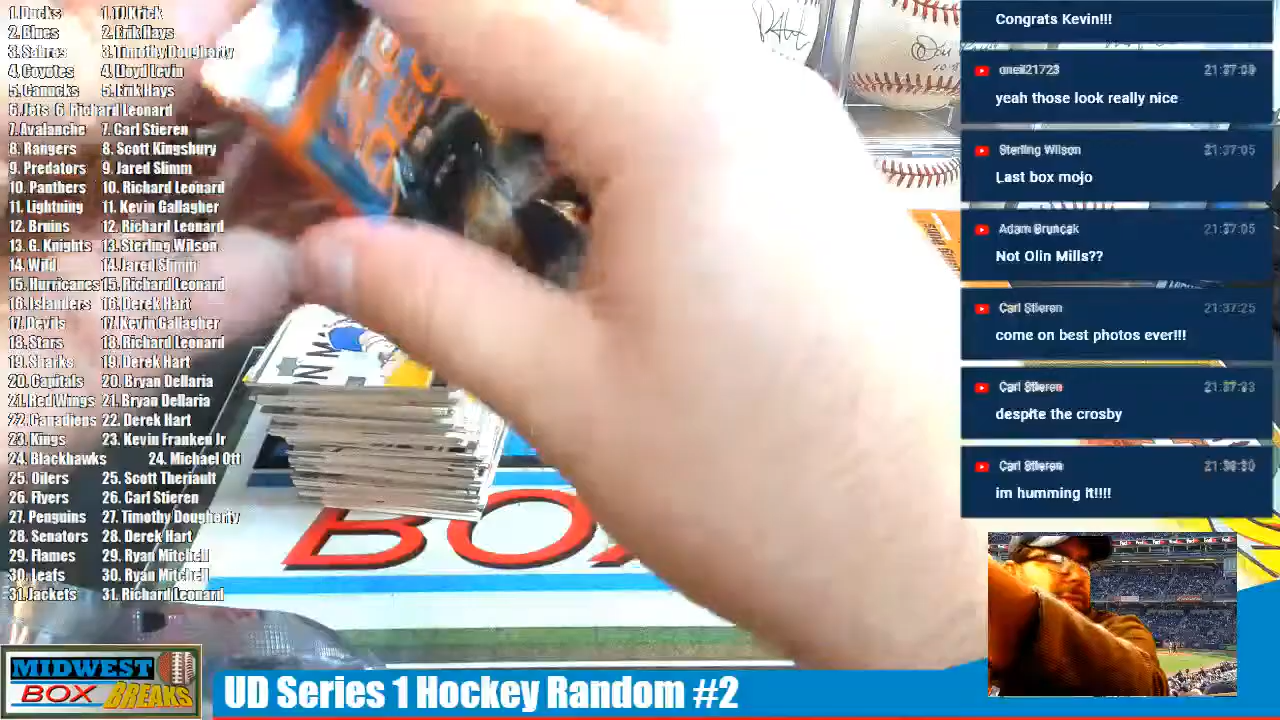 1. Ducks 1. TJ Krick
2. Blues 2. Erik Hays
3. Sabres 3. Timothy Dougharty
4. Coyotes 4. Lloyd Levin
5. Canucks 5. Erik Hays
6. Jets 6. Richard Leonard
7. Avalanche 7. Carl Stieren
8. Rangers 8. Scott Kingsbury
9. Predators 9. Jared Slimm
10. Panthers 10. Richard Leonard
11. Lightning 11. Kevin Gallagher
12. Bruins 12. Richard Leonard
13. G. Knights 13. Sterling Wilson
14. Wild 14. Jared Slimm
15. Hurricanes 15. Richard Leonard
16. Islanders 16. Derek Hart
17. Devils 17. Kevin Gallagher
18. Stars 18. Richard Leonard
19. Sharks 19. Derek Hart
20. Capitals 20. Bryan Dellaria
21. Red Wings 21. Bryan Dellaria
22. Canadiens 22. Derek Hart
23. Kings 23. Kevin Franken Jr
24. Blackhawks 24. Michael Ott
25. Oilers 25. Scott Theriault
26. Flyers 26. Carl Stieren
27. Penguins 27. Timothy Dougharty
28. Senators 28. Derek Hart
29. Flames 29. Ryan Mitchell
30. Leafs 30. Ryan Mitchell
31. Jackets 31. Richard Leonard
BOX
MIDWEST
BOX BREAKS
UD Series 1 Hockey Random #2
Congrats Kevin!!!
oneil21723
yeah those look really nice
Sterling Wilson 21:37:05
Last box mojo
Adam Bruncak 21:37:05
Not Olin Mills??
Carl Stieren 21:37:25
come on best photos ever!!!
Carl Stieren
despite the crosby
Carl Stieren
im humming it!!!!